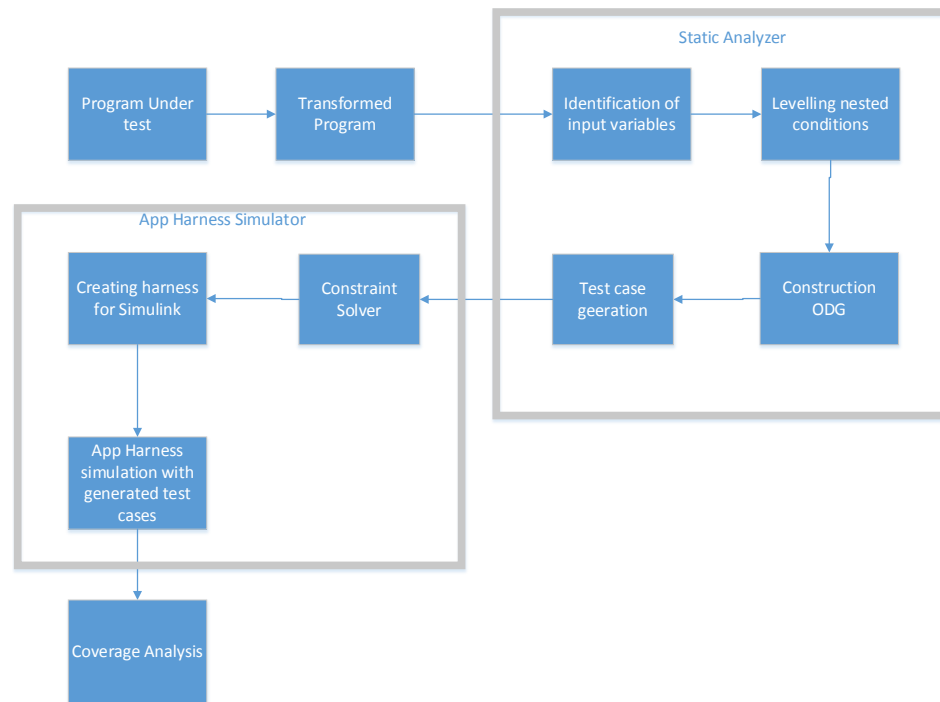 Static Analyzer
Program Under
test
Transformed
Program
Identification of
input variables
Levelling nested
conditions
App Harness Simulator
Creating harness
for Simulink
Constraint
Solver
Test case
geeration
Construction
ODG
App Harness
simulation with
generated test
cases
Coverage Analysis